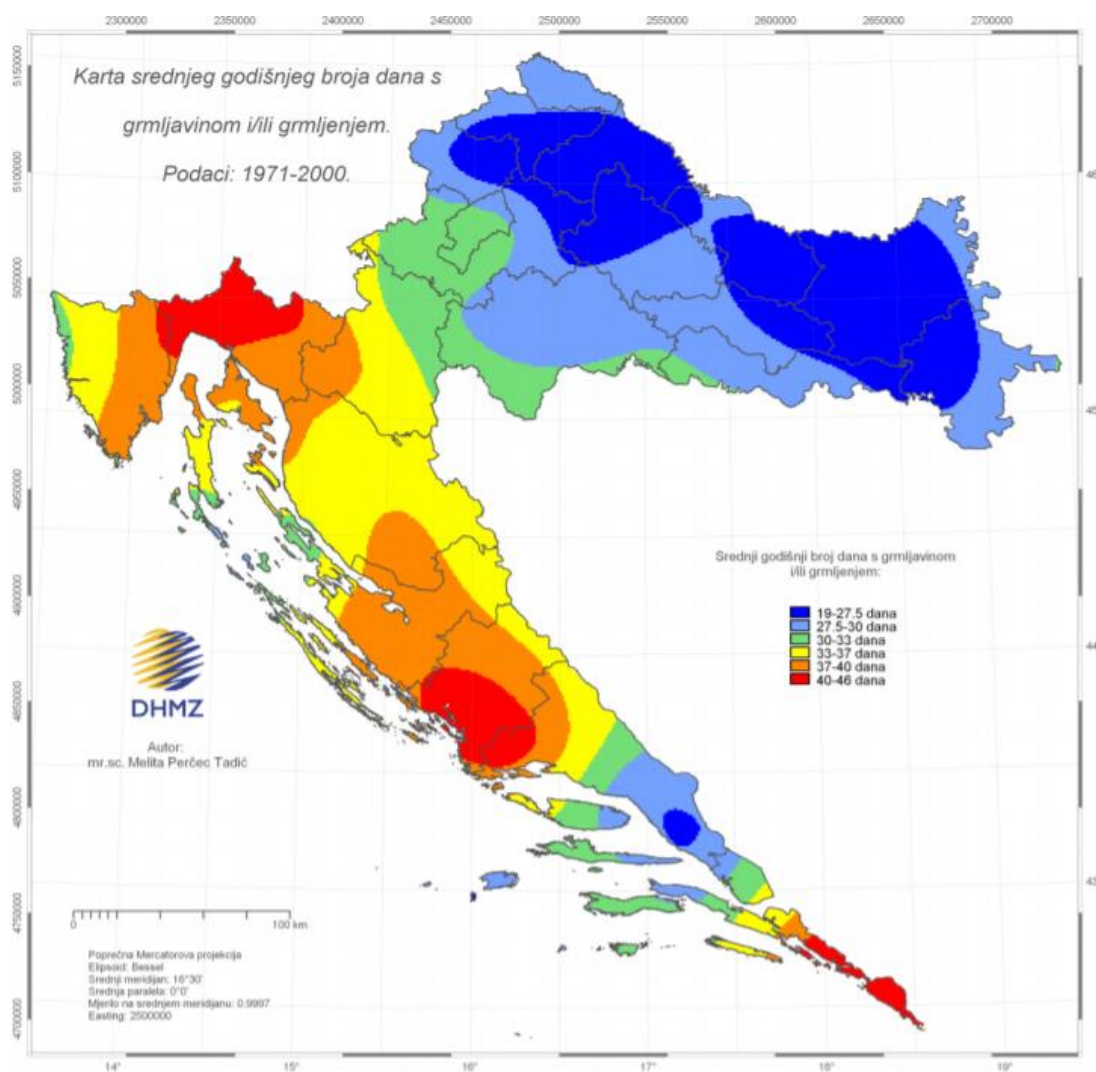 2300000 2350000 2400000 2450000 2500000 2550000 2600000 2650000 2700000
Karta srednjeg godišnjeg broja dana s
grmljavinom i/ili grmljenjem.
Podaci: 1971-2000.
5150000
5100000
5050000
5000000
4950000
4900000
4850000
4800000
4750000
4700000
46
45
44
43
Srednji godišnji broj dana s grmljavinom
i/ili grmljenjem:
19-27.5 dana
27.5-30 dana
30-33 dana
33-37 dana
37-40 dana
40-46 dana
DHMZ
Autor:
mr.sc. Melita Perčec Tadić
0 100 km
Poprečna Mercatorova projekcija
Elipsoid: Bessel
Srednji meridijan: 16°30'
Srednja paralela: 0°0'
Mjerilo na srednjem meridijanu: 0.9997
Easting: 2500000
14° 15° 16° 17° 18° 19°